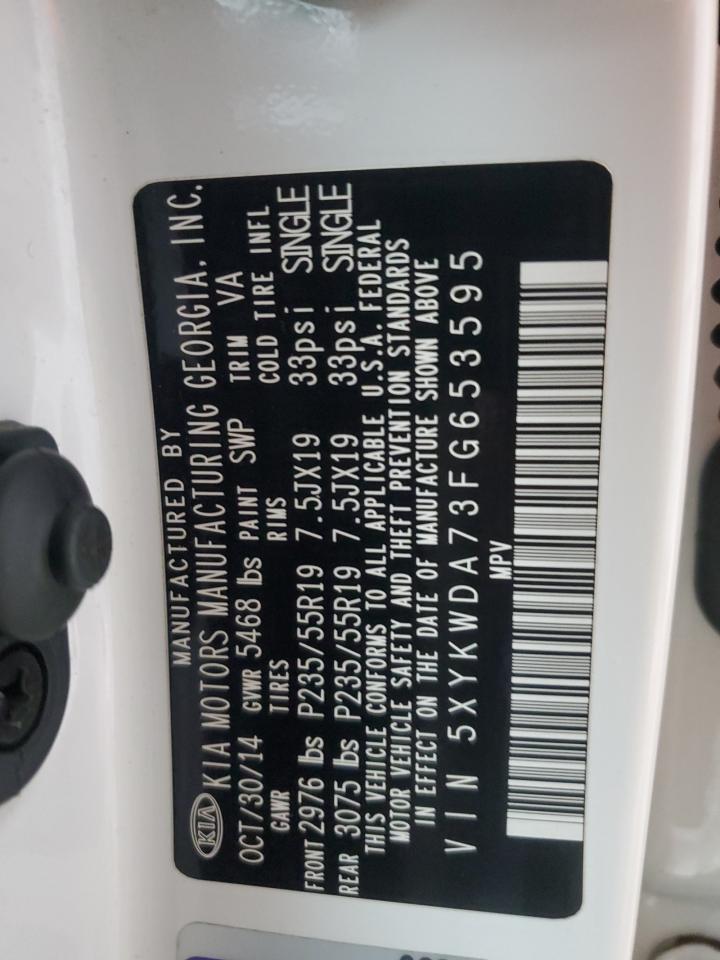 MANUFACTURED BY
KIA KIA MOTORS MANUFACTURING GEORGIA, INC.
OCT/30/14 GVWR 5468 lbs PAINT SWP TRIM VA
GAWR TIRES RIMS COLD TIRE INFL
FRONT 2976 lbs P235/55R19 7.5JX19 33psi SINGLE
REAR 3075 lbs P235/55R19 7.5JX19 33psi SINGLE
THIS VEHICLE CONFORMS TO ALL APPLICABLE U.S.A. FEDERAL
MOTOR VEHICLE SAFETY AND THEFT PREVENTION STANDARDS
IN EFFECT ON THE DATE OF MANUFACTURE SHOWN ABOVE
VIN 5XYKWDA73FG653595
MPV